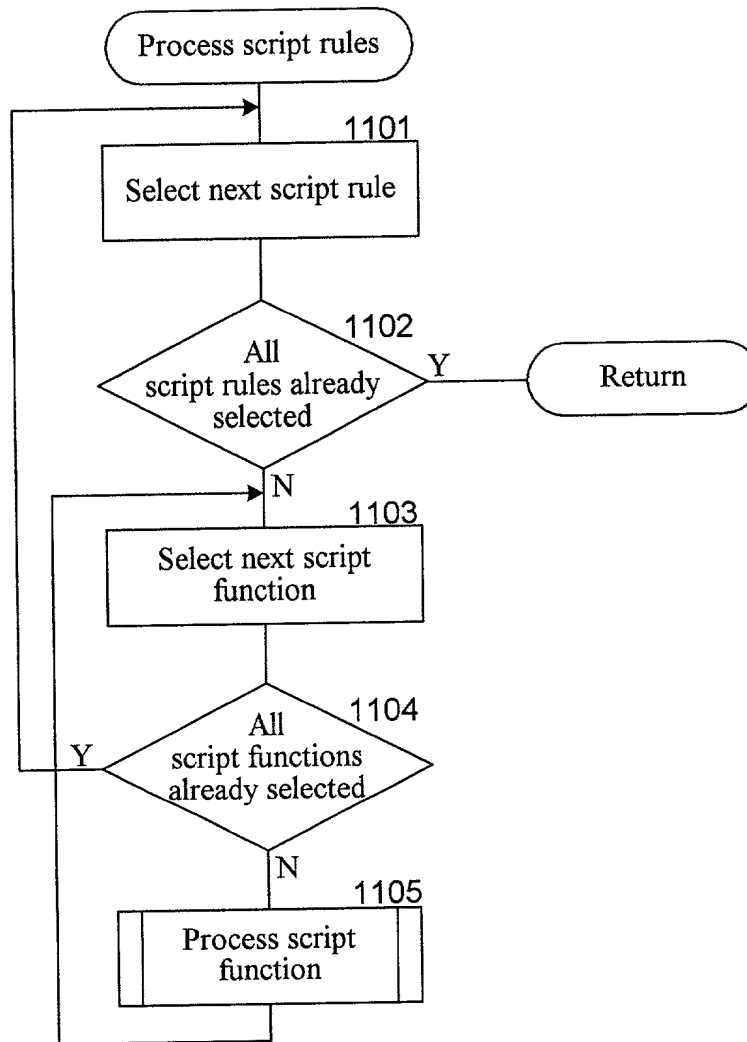 Process script rules
1101
Select next script rule
1102
All
script rules already
selected
Y
Return
N
1103
Select next script
function
1104
All
script functions
already selected
Y
N
1105
Process script
function